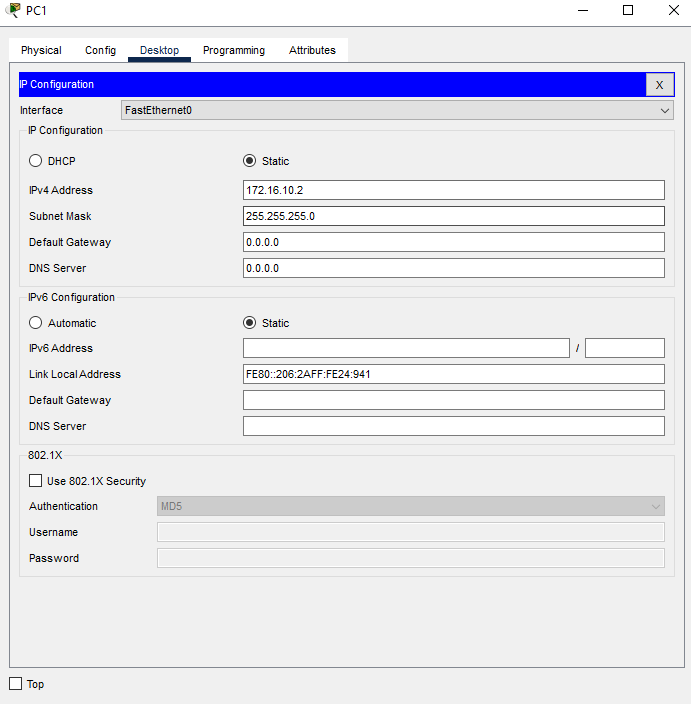 PC1
Physical Config Desktop Programming Attributes
IP Configuration X
Interface FastEthernet0
IP Configuration
DHCP Static
IPv4 Address 172.16.10.2
Subnet Mask 255.255.255.0
Default Gateway 0.0.0.0
DNS Server 0.0.0.0
IPv6 Configuration
Automatic Static
IPv6 Address /
Link Local Address FE80::206:2AFF:FE24:941
Default Gateway
DNS Server
802.1X
Use 802.1X Security
Authentication MD5
Username
Password
Top